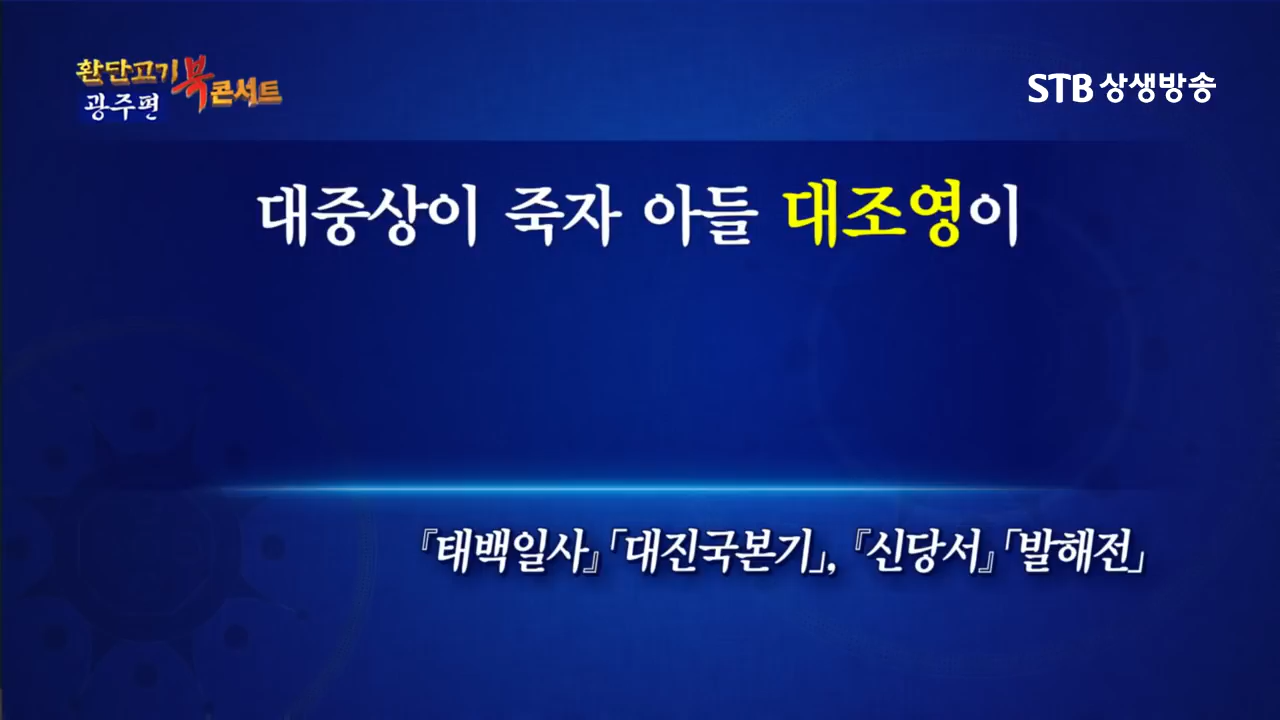 환단고기 북 콘서트
광주편
STB 상생방송
대중상이 죽자 아들 대조영이
『태백일사』「대진국본기」, 『신당서』「발해전」